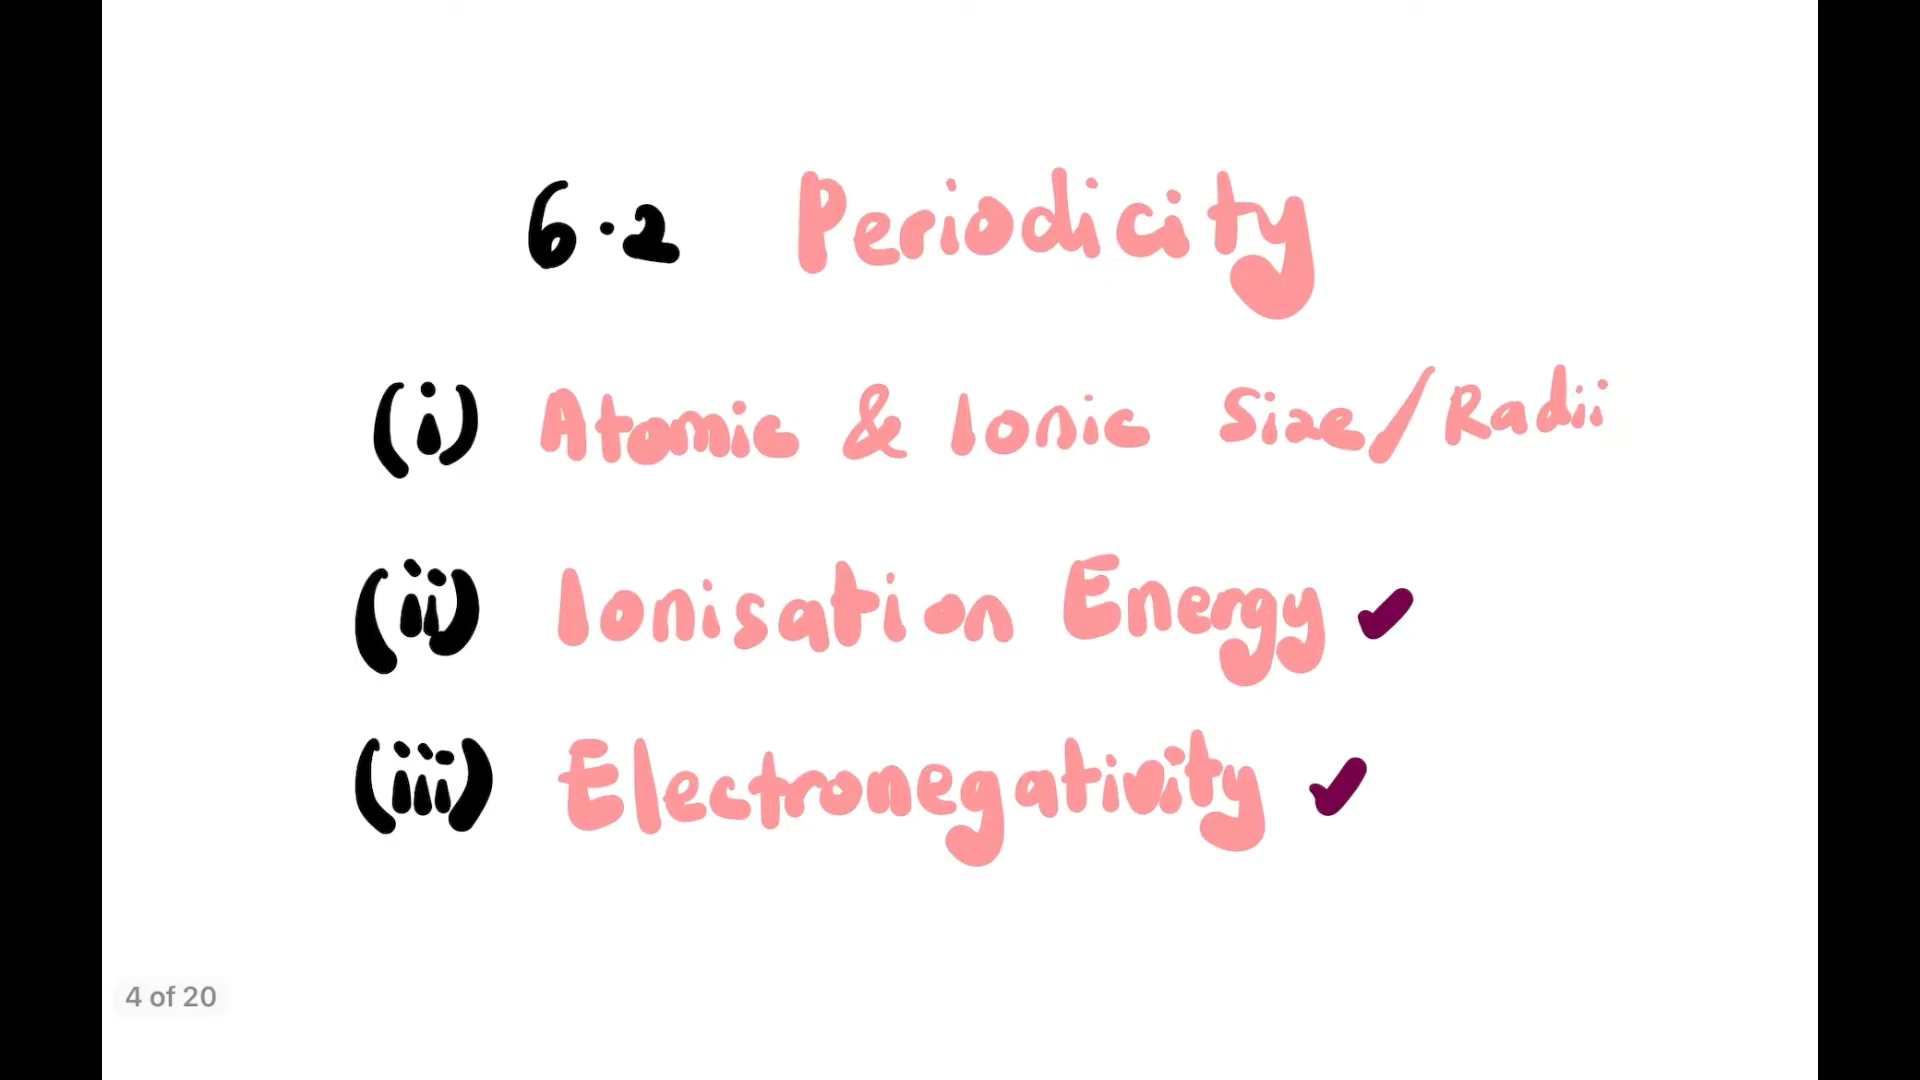 6.2 Periodicity
(i) Atomic & Ionic Size/Radii
(ii) Ionisation Energy ✓
(iii) Electronegativity ✓
4 of 20